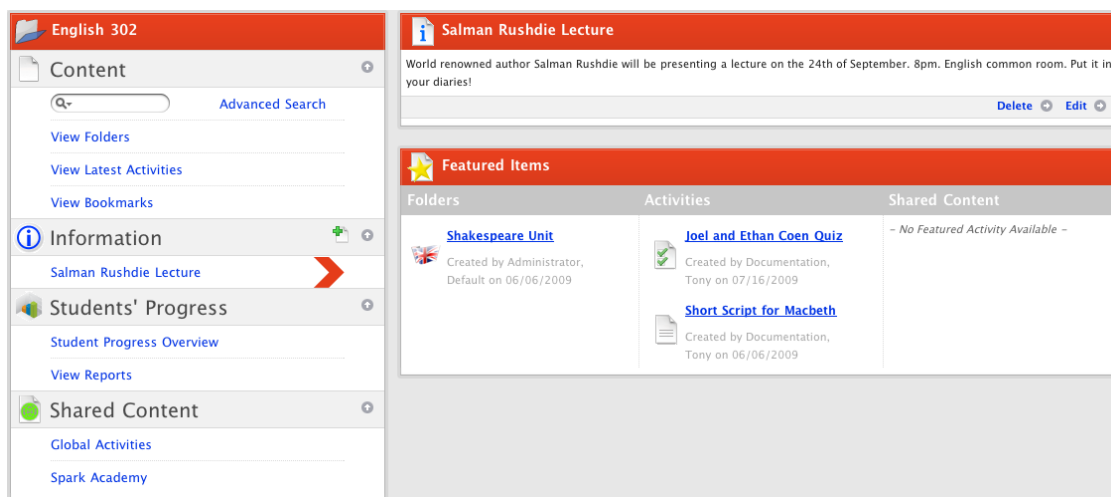 English 302
Content
Advanced Search
View Folders
View Latest Activities
View Bookmarks
Information
Salman Rushdie Lecture
Students' Progress
Student Progress Overview
View Reports
Shared Content
Global Activities
Spark Academy
Salman Rushdie Lecture
World renowned author Salman Rushdie will be presenting a lecture on the 24th of September. 8pm. English common room. Put it in
your diaries!
Delete Edit
Featured Items
Folders Activities Shared Content
Shakespeare Unit
Created by Administrator,
Default on 06/06/2009
Joel and Ethan Coen Quiz
Created by Documentation,
Tony on 07/16/2009
Short Script for Macbeth
Created by Documentation,
Tony on 06/06/2009
– No Featured Activity Available –